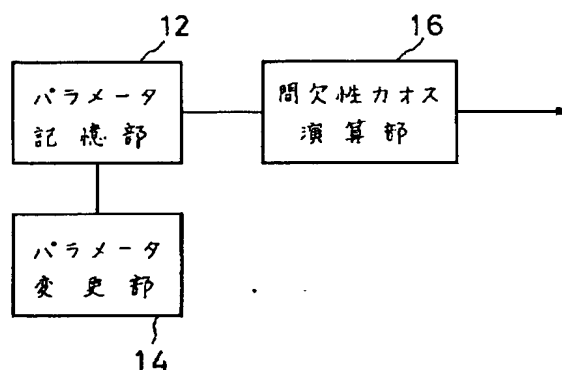 12
パラメータ
記憶部
16
間欠性カオス
演算部
パラメータ
変更部
14